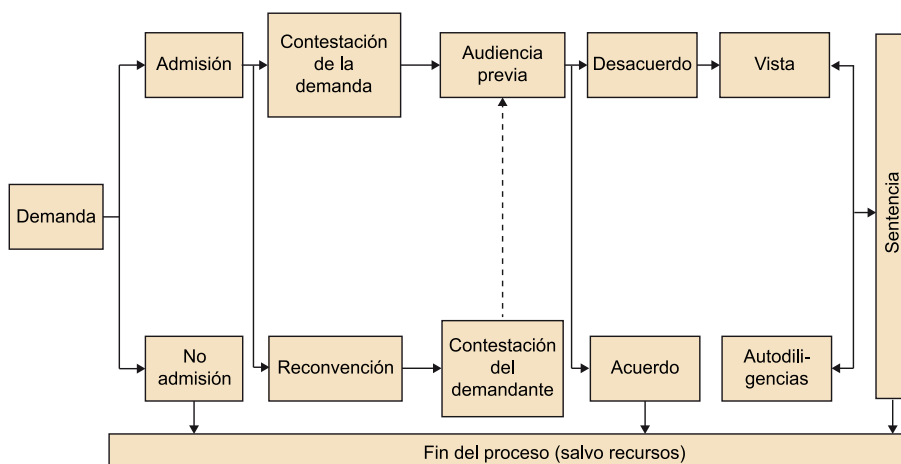 Admisión
Contestación
de la
demanda
Audiencia
previa
Desacuerdo
Vista
Demanda
Sentencia
No
admisión
Reconvención
Contestación
del
demandante
Acuerdo
Autodili-
gencias
Fin del proceso (salvo recursos)